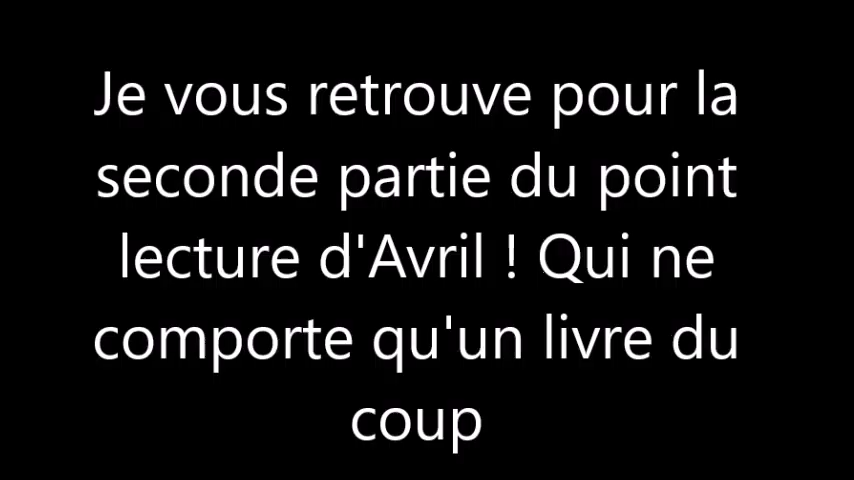 Je vous retrouve pour la
seconde partie du point
lecture d'Avril ! Qui ne
comporte qu'un livre du
coup